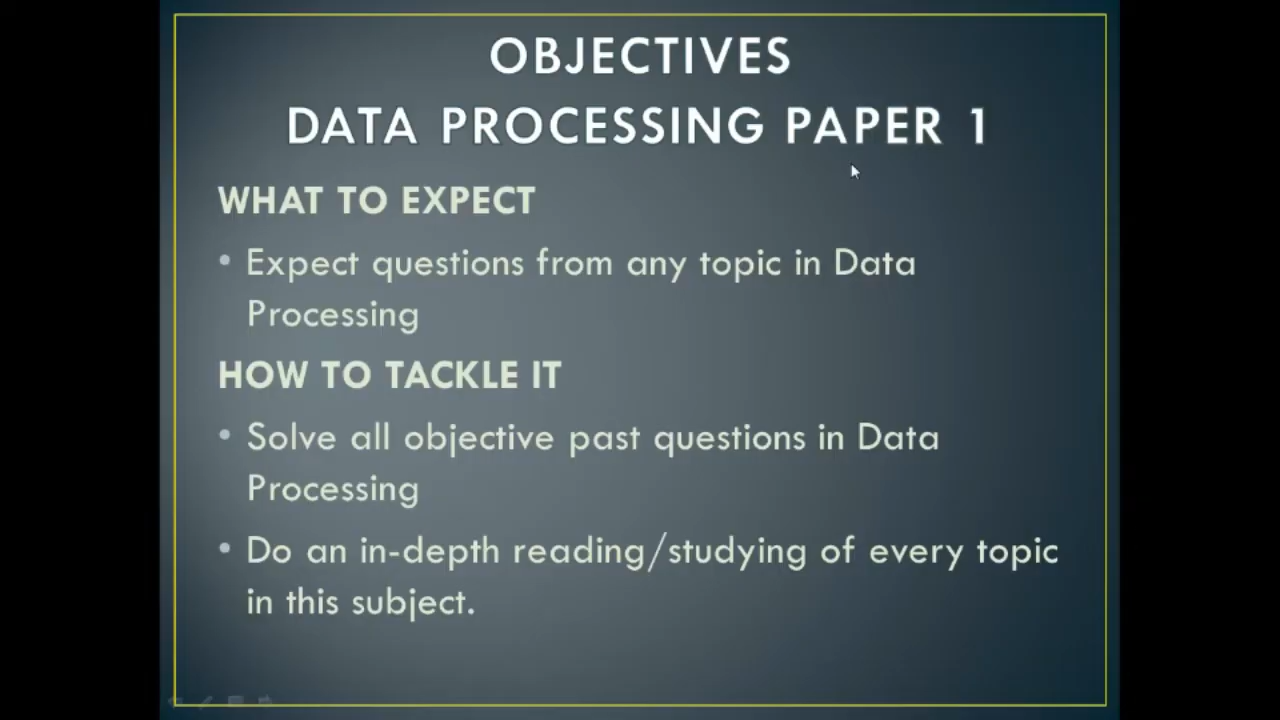 OBJECTIVES
DATA PROCESSING PAPER 1
WHAT TO EXPECT
• Expect questions from any topic in Data
Processing
HOW TO TACKLE IT
• Solve all objective past questions in Data
Processing
• Do an in-depth reading/studying of every topic
in this subject.